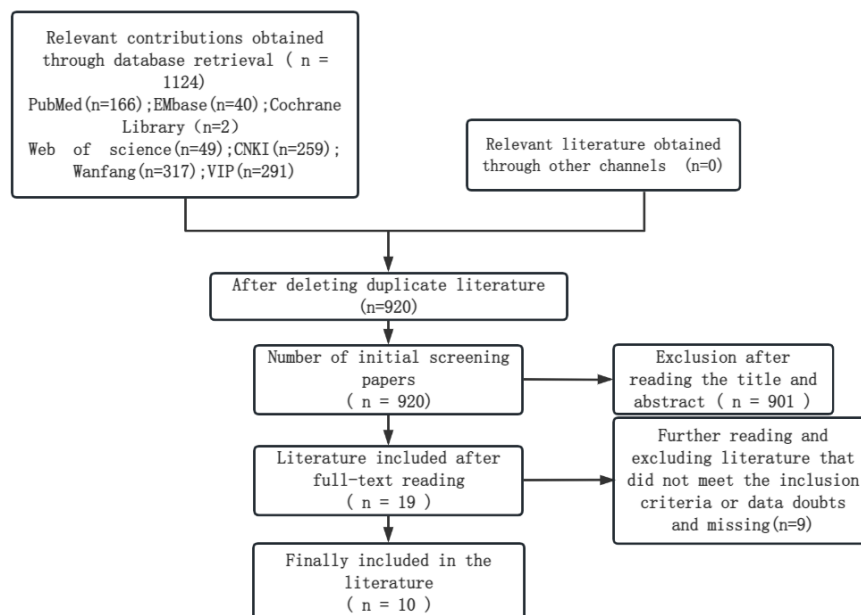 Relevant contributions obtained
through database retrieval ( n =
1124)
PubMed(n=166);EMbase(n=40);Cochrane
Library (n=2)
Web of science(n=49);CNKI(n=259);
Wanfang(n=317);VIP(n=291)
Relevant literature obtained
through other channels (n=0)
After deleting duplicate literature
(n=920)
Number of initial screening
papers
( n = 920)
Exclusion after
reading the title and
abstract ( n = 901 )
Literature included after
full-text reading
( n = 19 )
Further reading and
excluding literature that
did not meet the inclusion
criteria or data doubts
and missing(n=9)
Finally included in the
literature
( n = 10 )